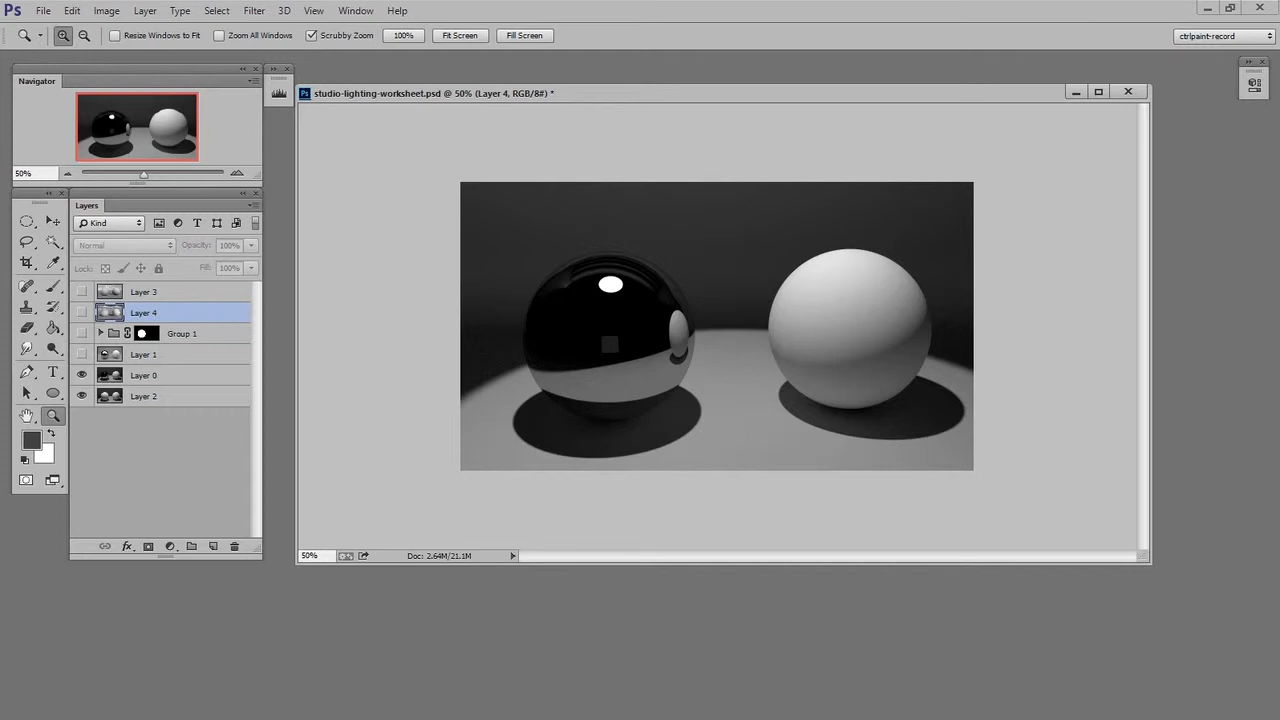 Ps File Edit Image Layer Type Select Filter 3D View Window Help
Resize Windows to Fit Zoom All Windows Scrubby Zoom 100% Fit Screen Fill Screen ctrlpaint-record
Navigator
50%
studio-lighting-worksheet.psd @ 50% (Layer 4, RGB/8#) *
Layers
Kind T
Normal Opacity: 100%
Lock: Fill: 100%
Layer 3
Layer 4
Group 1
Layer 1
Layer 0
Layer 2
T
fx
50% Doc: 2.64M/21.1M